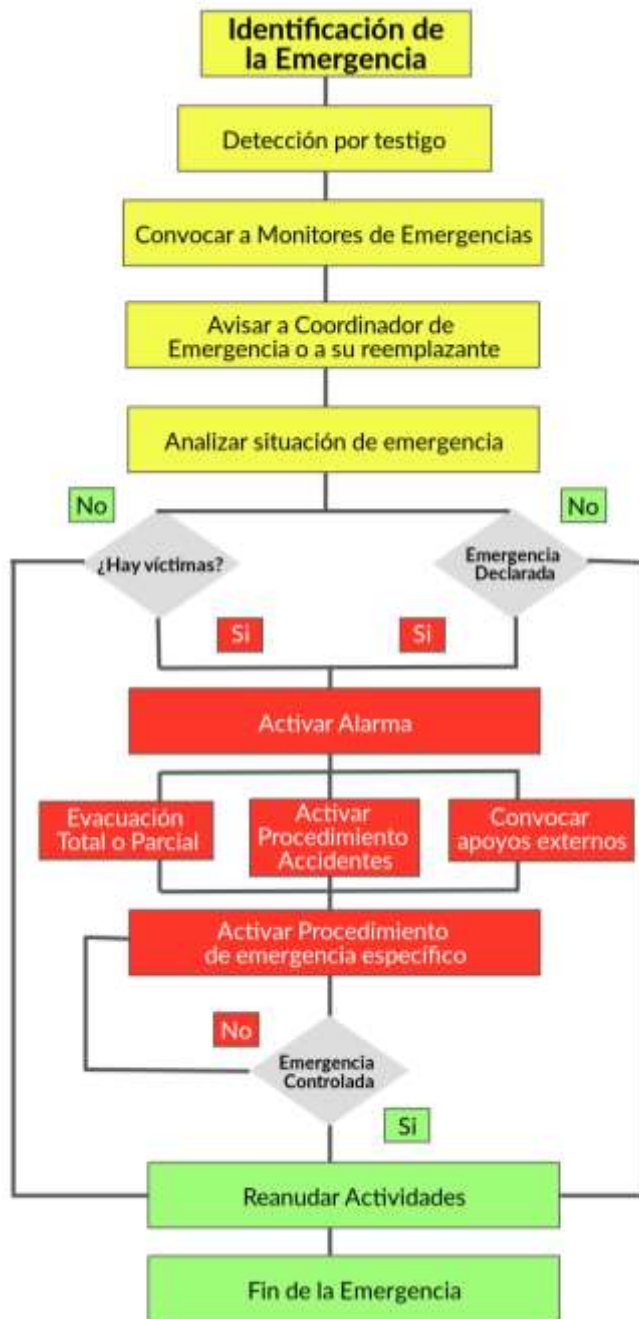 Identificación de
la Emergencia
Detección por testigo
Convocar a Monitores de Emergencias
Avisar a Coordinador de
Emergencia o a su reemplazante
Analizar situación de emergencia
No
No
¿Hay víctimas?
Emergencia
Declarada
Si
Si
Activar Alarma
Evacuación
Total o Parcial
Activar
Procedimiento
Accidentes
Convocar
apoyos externos
Activar Procedimiento
de emergencia específico
No
Emergencia
Controlada
Si
Reanudar Actividades
Fin de la Emergencia